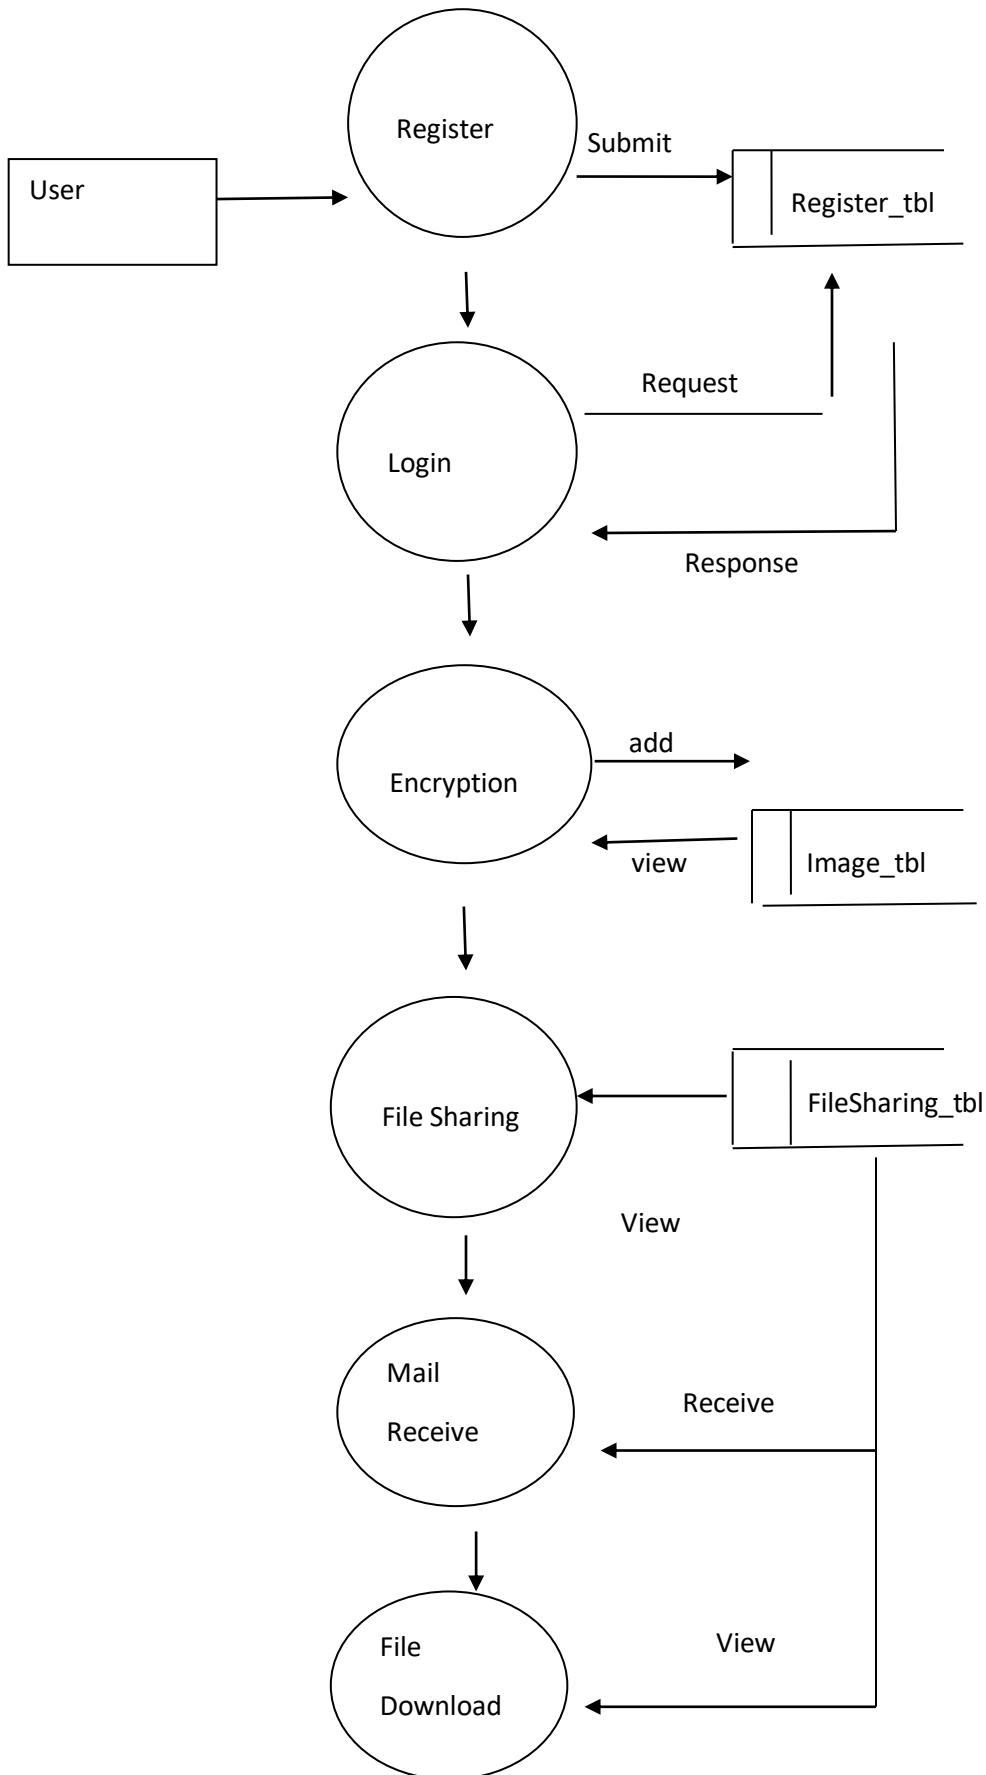 Register
Submit
User
Register_tbl
Request
Login
Response
add
Encryption
view
Image_tbl
File Sharing
FileSharing_tbl
View
Mail
Receive
Receive
File
View
Download